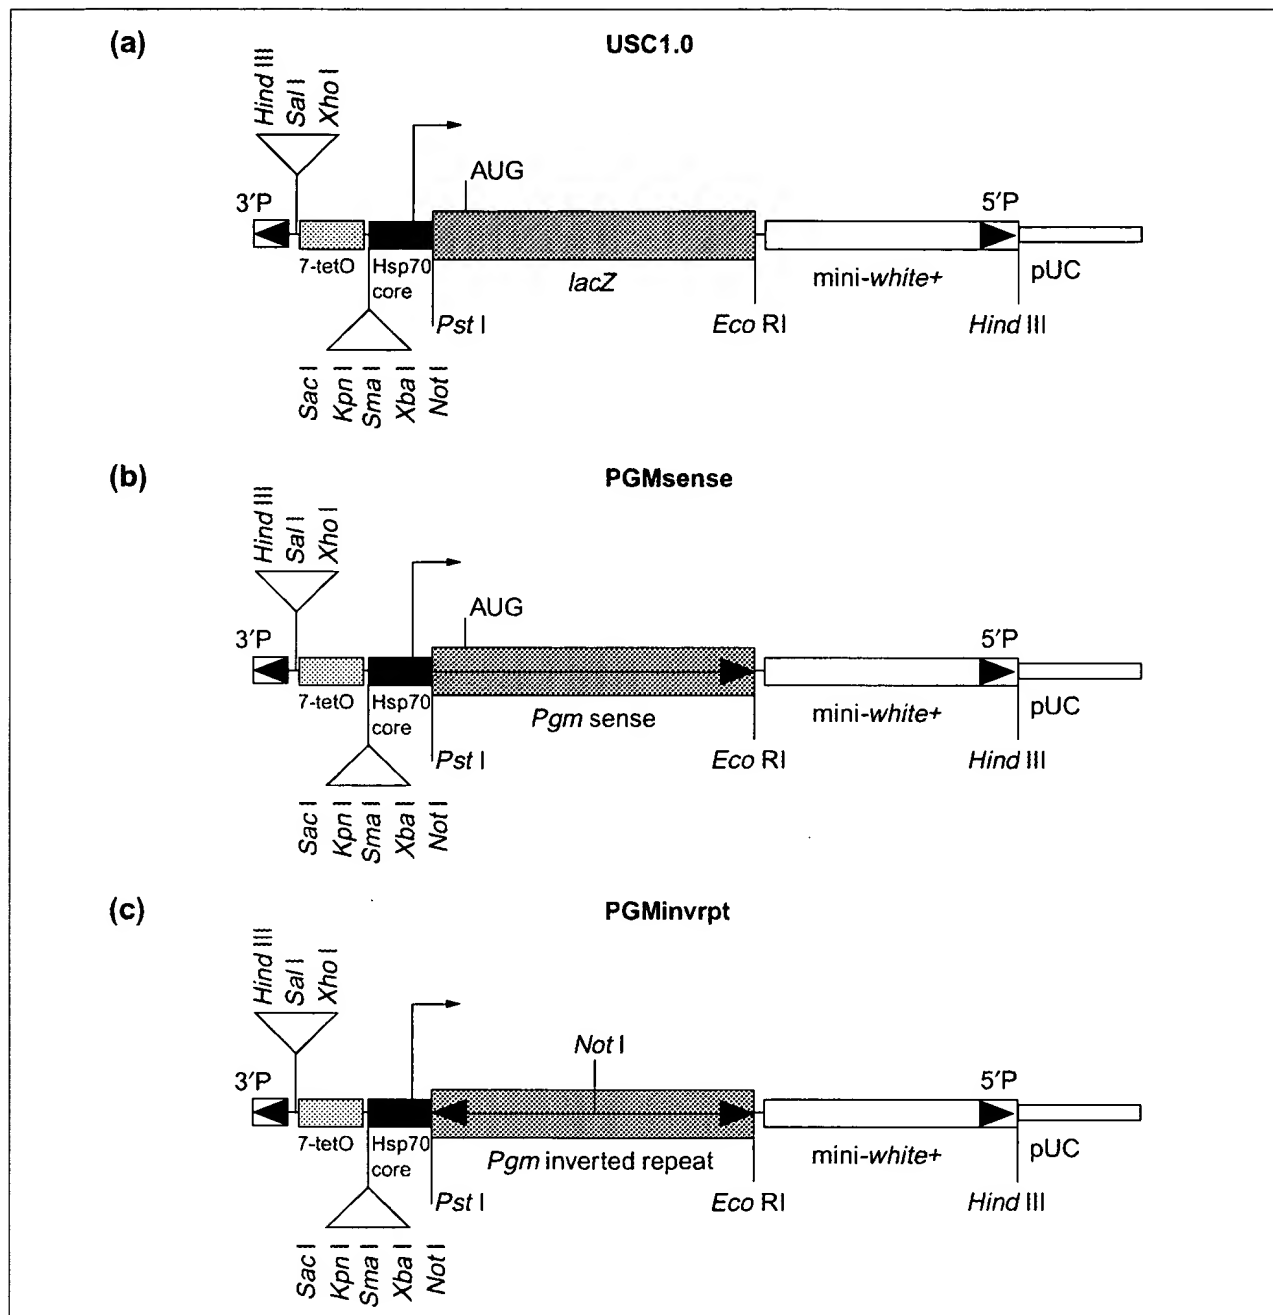 (a)
USC1.0
Hind III
Sal I
Xho I
AUG
3′P
5′P
7-tetO
Hsp70
core
lacZ
mini-white+
pUC
Pst I
Eco RI
Hind III
Sac I
Kpn I
Sma I
Xba I
Not I
(b)
PGMsense
Hind III
Sal I
Xho I
AUG
3′P
5′P
7-tetO
Hsp70
core
Pgm sense
mini-white+
pUC
Pst I
Eco RI
Hind III
Sac I
Kpn I
Sma I
Xba I
Not I
(c)
PGMinvrpt
Hind III
Sal I
Xho I
Not I
3′P
5′P
7-tetO
Hsp70
core
Pgm inverted repeat
mini-white+
pUC
Pst I
Eco RI
Hind III
Sac I
Kpn I
Sma I
Xba I
Not I